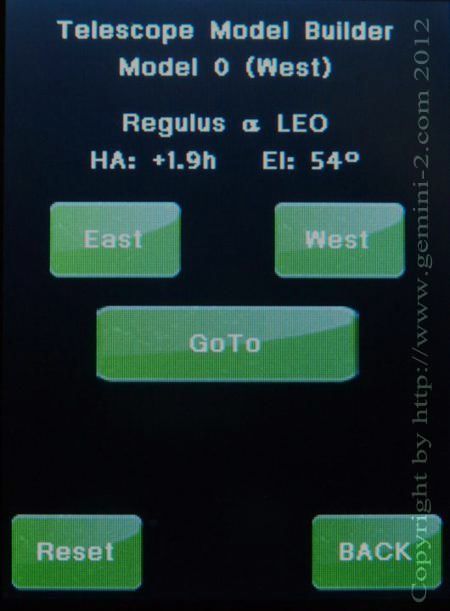 Telescope Model Builder
Model 0 (West)
Regulus α LEO
HA: +1.9h El: 54º
East West
GoTo
Reset BACK
Copyright by http://www.gemini-2.com 2012